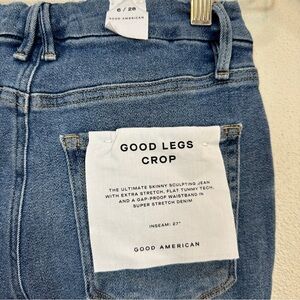 6 / 28
GOOD AMERICAN
GOOD LEGS
CROP
THE ULTIMATE SKINNY SCULPTING JEAN
WITH EXTRA STRETCH, FLAT TUMMY TECH,
AND A GAP-PROOF WAISTBAND IN
SUPER STRETCH DENIM
INSEAM: 27"
GOOD AMERICAN